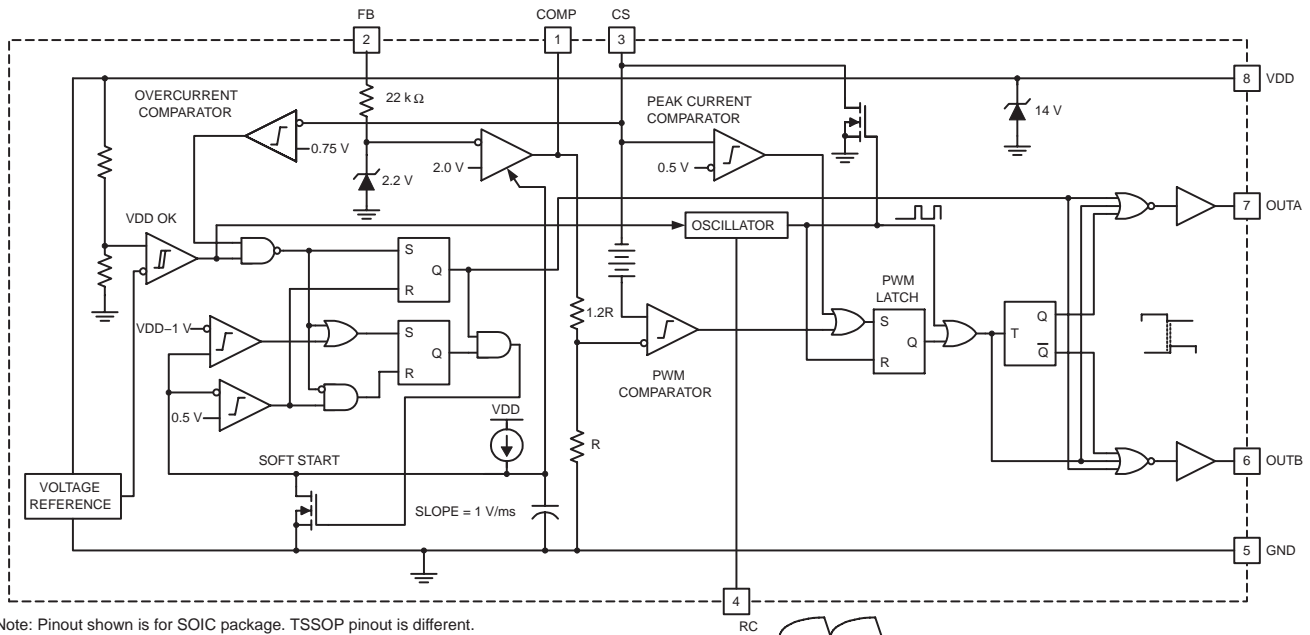 FB
COMP
CS
2
1
3
8
VDD
OVERCURRENT
COMPARATOR
22 kΩ
PEAK CURRENT
COMPARATOR
14 V
0.75 V
2.0 V
0.5 V
2.2 V
VDD OK
7
OUTA
OSCILLATOR
S
Q
R
PWM
LATCH
VDD–1 V
1.2R
S
Q
R
S
Q
R
T
Q
Q̅
PWM
COMPARATOR
0.5 V
VDD
R
SOFT START
6
OUTB
VOLTAGE
REFERENCE
SLOPE = 1 V/ms
5
GND
4
Note: Pinout shown is for SOIC package. TSSOP pinout is different.
RC